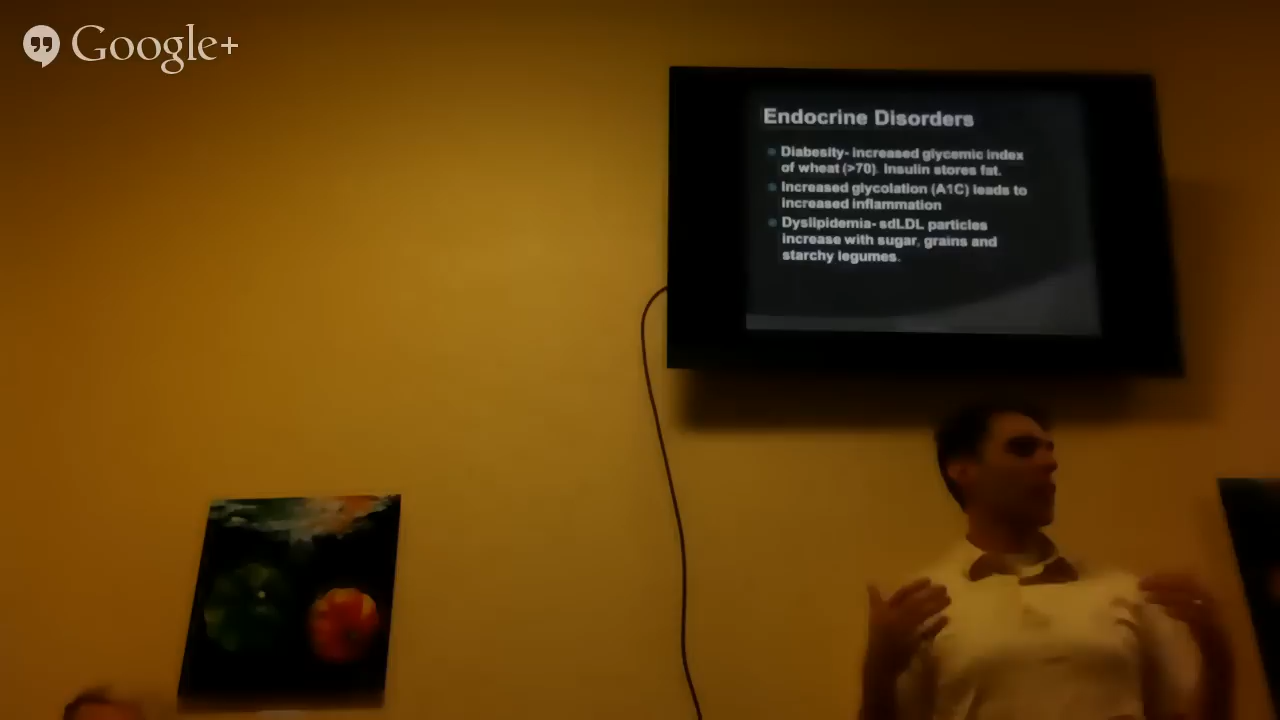 Google+
Endocrine Disorders
Diabesity- increased glycemic index
of wheat (>70). Insulin stores fat.
Increased glycolation (A1C) leads to
increased inflammation
Dyslipidemia- sdLDL particles
increase with sugar, grains and
starchy legumes.